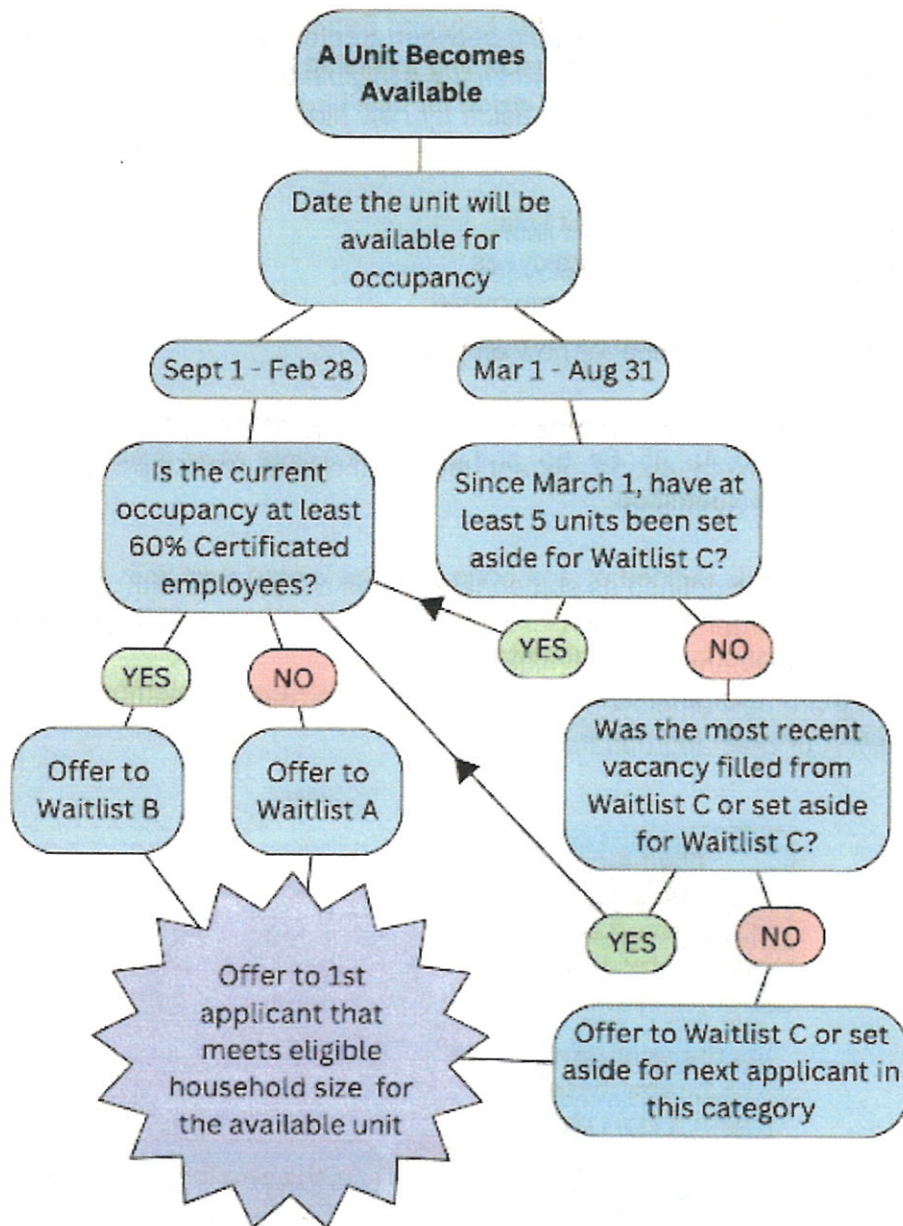 A Unit Becomes
Available
Date the unit will be
available for
occupancy
Sept 1 - Feb 28
Mar 1 - Aug 31
Is the current
occupancy at least
60% Certificated
employees?
Since March 1, have at
least 5 units been set
aside for Waitlist C?
YES
NO
YES
NO
Offer to
Waitlist B
Offer to
Waitlist A
Was the most recent
vacancy filled from
Waitlist C or set aside
for Waitlist C?
YES
NO
Offer to 1st
applicant that
meets eligible
household size for
the available unit
Offer to Waitlist C or set
aside for next applicant in
this category